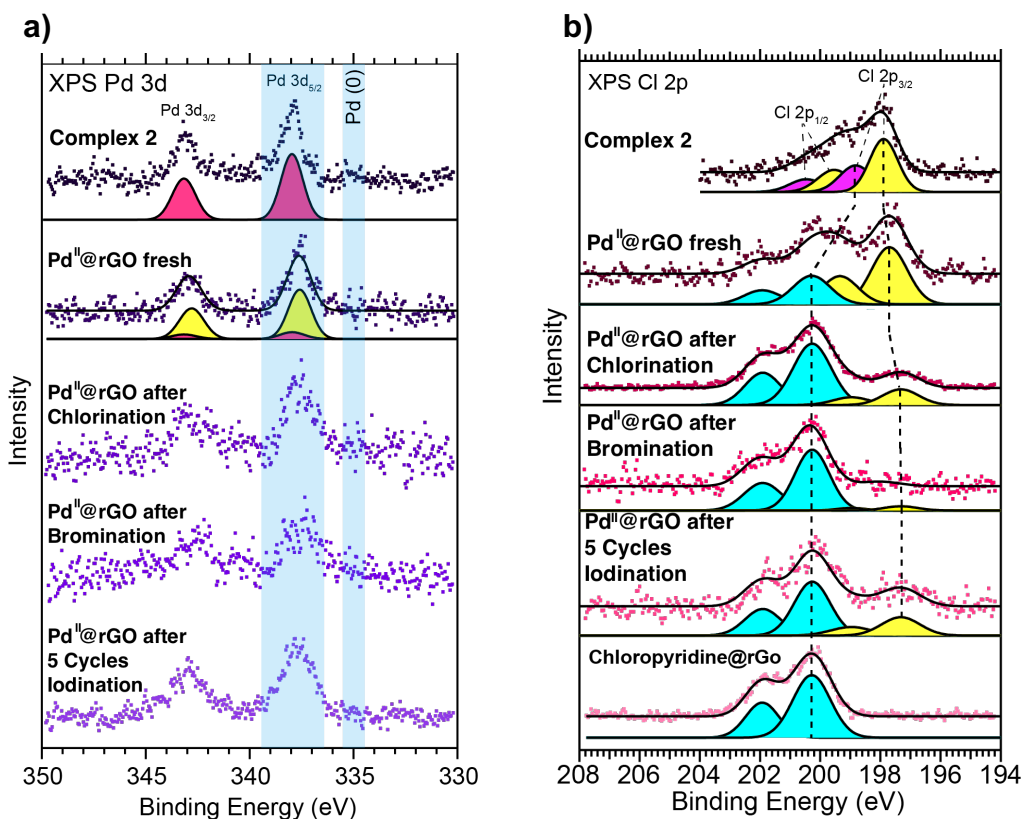 a)
XPS Pd 3d
Pd 3d3/2
Pd 3d5/2
Pd (0)
Complex 2
PdII@rGO fresh
PdII@rGO after
Chlorination
PdII@rGO after
Bromination
PdII@rGO after
5 Cycles
Iodination
Intensity
350
345
340
335
330
Binding Energy (eV)
b)
XPS Cl 2p
Cl 2p3/2
Cl 2p1/2
Complex 2
PdII@rGO fresh
PdII@rGO after
Chlorination
PdII@rGO after
Bromination
PdII@rGO after
5 Cycles
Iodination
Chloropyridine@rGo
Intensity
208 206 204 202 200 198 196 194
Binding Energy (eV)